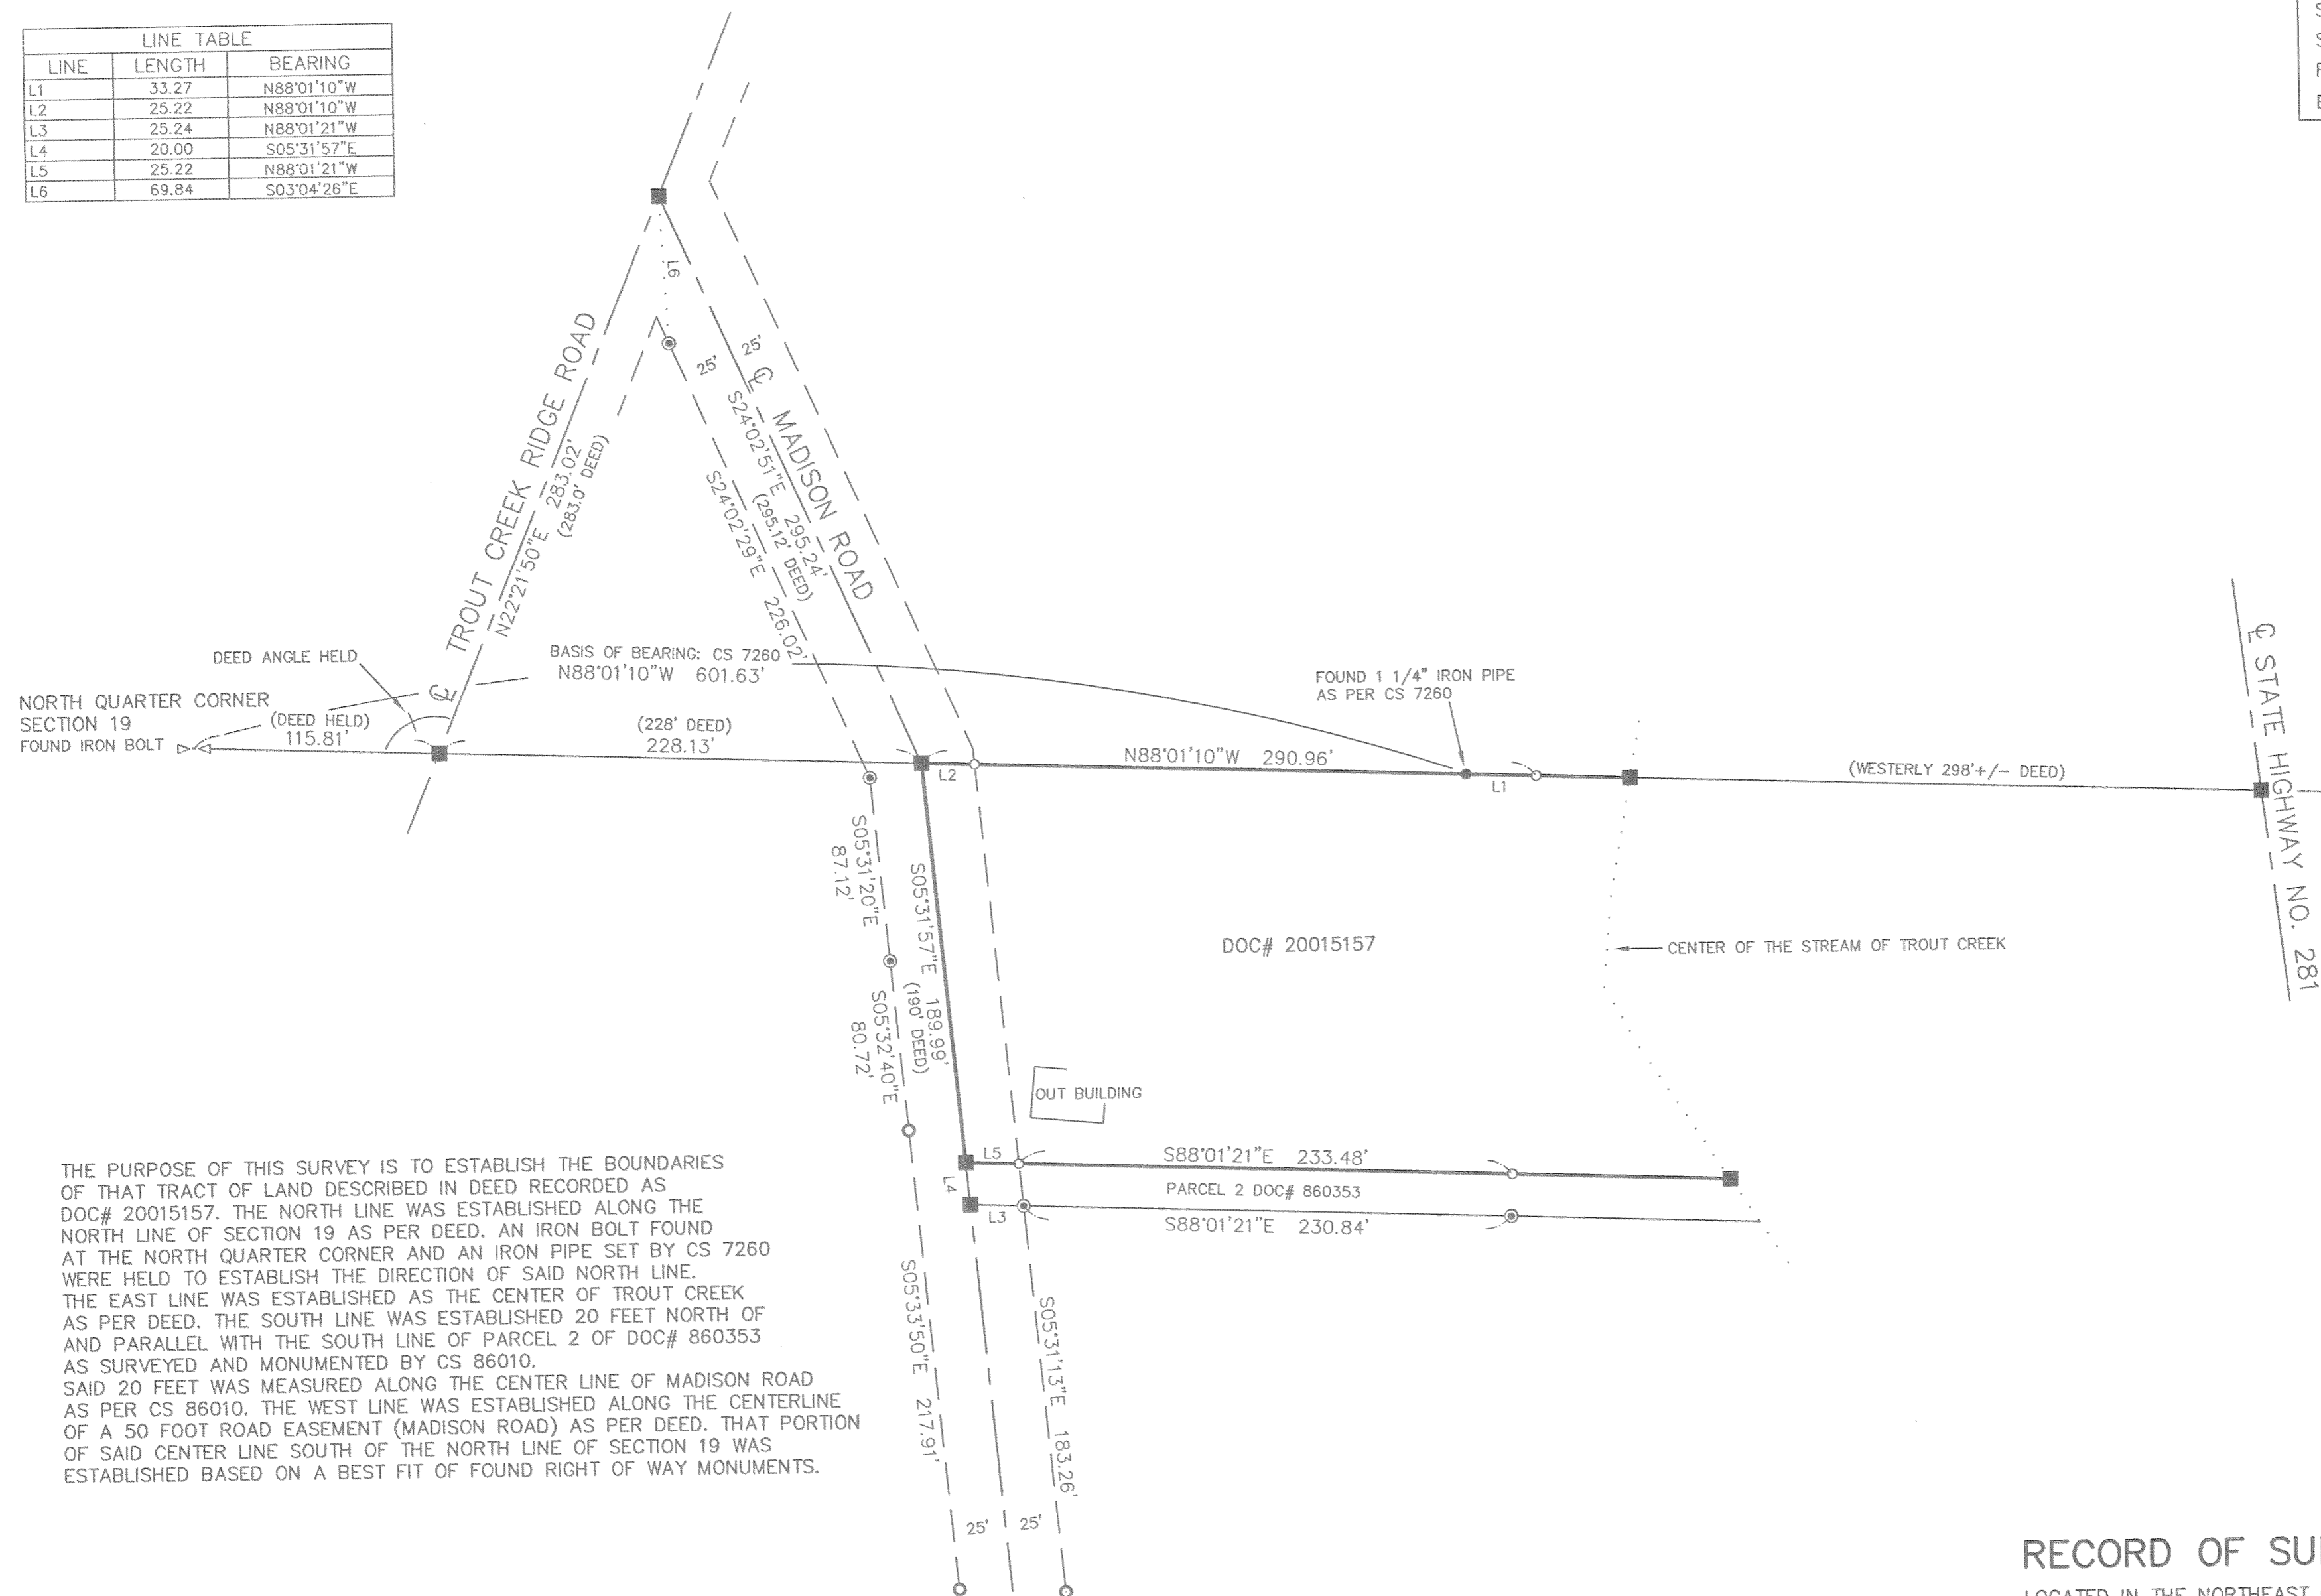 LINE TABLE
LINE LENGTH BEARING
L1 33.27 N88°01'10"W
L2 25.22 N88°01'10"W
L3 25.24 N88°01'21"W
L4 20.00 S05°31'57"E
L5 25.22 N88°01'21"W
L6 69.84 S03°04'26"E
L6
25'
25'
℄ MADISON ROAD
S24°02'51"E 295.24'
(295.12' DEED)
S24°02'29"E 226.02'
℄ TROUT CREEK RIDGE ROAD
N22°21'50"E 283.02'
(283.0' DEED)
DEED ANGLE HELD
BASIS OF BEARING: CS 7260
N88°01'10"W 601.63'
NORTH QUARTER CORNER
SECTION 19
FOUND IRON BOLT
(DEED HELD)
115.81'
(228' DEED)
228.13'
L2
N88°01'10"W 290.96'
FOUND 1 1/4" IRON PIPE
AS PER CS 7260
L1
(WESTERLY 298'+/- DEED)
℄ STATE HIGHWAY NO. 281
S05°31'20"E
87.12'
S05°31'57"E 189.99'
(190' DEED)
S05°32'40"E
80.72'
DOC# 20015157
CENTER OF THE STREAM OF TROUT CREEK
OUT BUILDING
L5
S88°01'21"E 233.48'
L4
PARCEL 2 DOC# 860353
L3
S88°01'21"E 230.84'
S05°33'50"E 217.91'
S05°31'13"E 183.26'
25'
25'
THE PURPOSE OF THIS SURVEY IS TO ESTABLISH THE BOUNDARIES
OF THAT TRACT OF LAND DESCRIBED IN DEED RECORDED AS
DOC# 20015157. THE NORTH LINE WAS ESTABLISHED ALONG THE
NORTH LINE OF SECTION 19 AS PER DEED. AN IRON BOLT FOUND
AT THE NORTH QUARTER CORNER AND AN IRON PIPE SET BY CS 7260
WERE HELD TO ESTABLISH THE DIRECTION OF SAID NORTH LINE.
THE EAST LINE WAS ESTABLISHED AS THE CENTER OF TROUT CREEK
AS PER DEED. THE SOUTH LINE WAS ESTABLISHED 20 FEET NORTH OF
AND PARALLEL WITH THE SOUTH LINE OF PARCEL 2 OF DOC# 860353
AS SURVEYED AND MONUMENTED BY CS 86010.
SAID 20 FEET WAS MEASURED ALONG THE CENTER LINE OF MADISON ROAD
AS PER CS 86010. THE WEST LINE WAS ESTABLISHED ALONG THE CENTERLINE
OF A 50 FOOT ROAD EASEMENT (MADISON ROAD) AS PER DEED. THAT PORTION
OF SAID CENTER LINE SOUTH OF THE NORTH LINE OF SECTION 19 WAS
ESTABLISHED BASED ON A BEST FIT OF FOUND RIGHT OF WAY MONUMENTS.
RECORD OF
LOCATED IN THE NORTHEAST